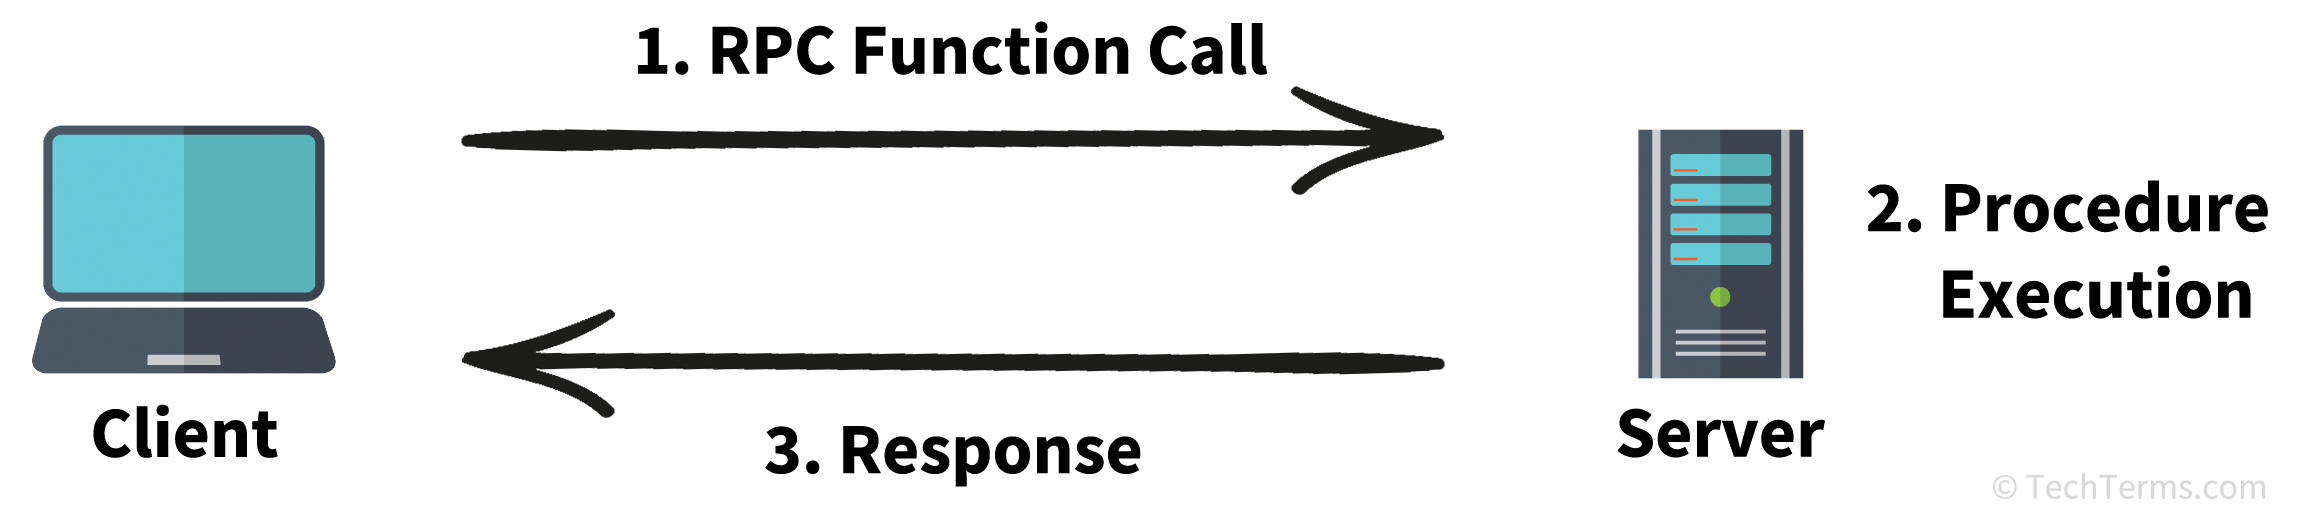 1. RPC Function Call
2. Procedure
Execution
Client
3. Response
Server
© TechTerms.com